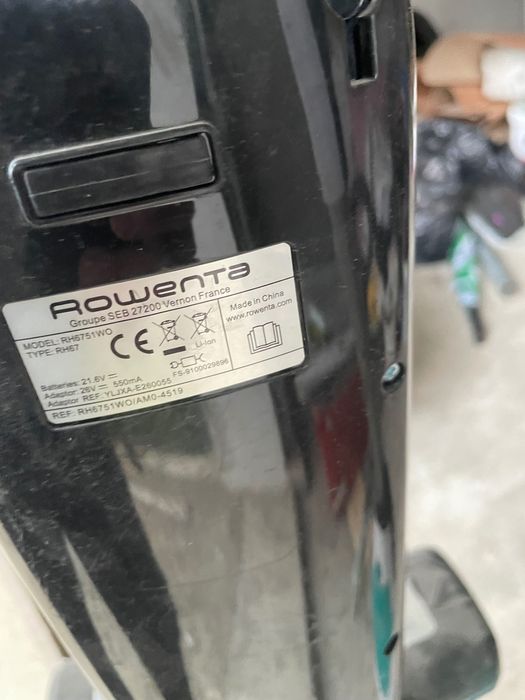 Rowenta
Groupe SEB 27200 Vernon France
MODEL: RH6751WO
TYPE: RH67
CE
Li-Ion
Made in China
www.rowenta.com
Batteries: 21.6V ⎓
Adaptor: 26V ⎓ 550mA
Adaptor REF: YLJXA-E260055
FS-9100029896
REF: RH6751WO/AM0-4519